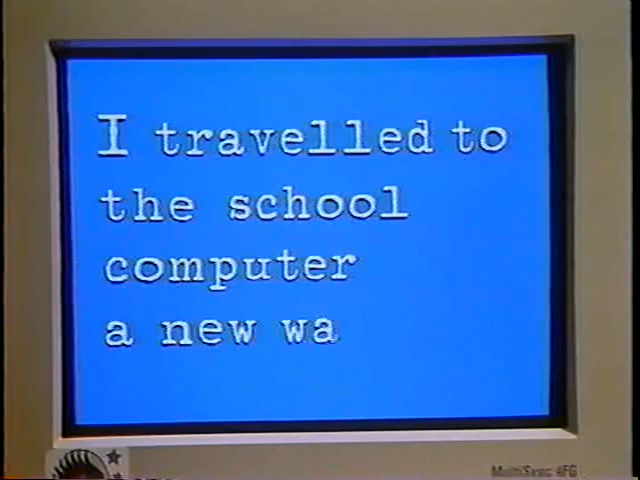 I travelled to
the school
computer
a new wa
MultiSync 4FG